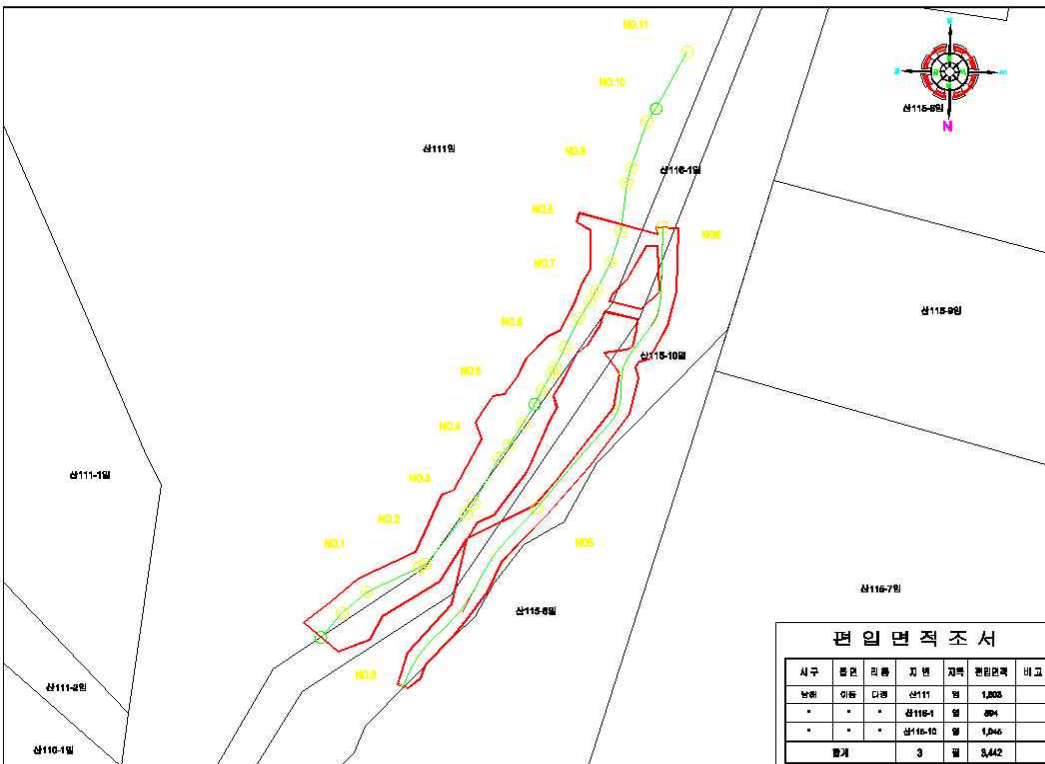 NO.11
NO.10
산115-8임
N
산111임
NO.9
산116-1임
NO.8
NO6
NO.7
산115-9임
NO.6
산115-10임
NO.5
NO.4
산111-1임
NO.3
NO.2
NO.1
NO5
산115-7임
산115-6임
편입면적조서
시구 읍면 리동 지번 지목 편입면적 비고
남해 이동 다정 산111 임 1,803
" " " 산116-1 임 594
" " " 산115-10 임 1,045
합계 3 필 3,442
NO.0
산111-2임
산110-1임